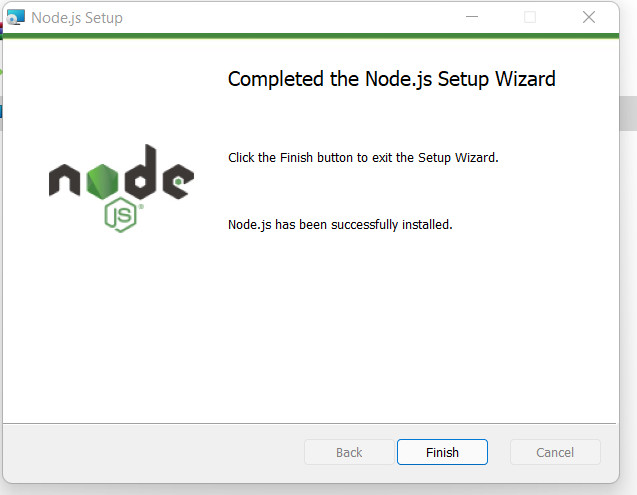 Node.js Setup
Completed the Node.js Setup Wizard
Click the Finish button to exit the Setup Wizard.
node
JS
®
Node.js has been successfully installed.
Back
Finish
Cancel